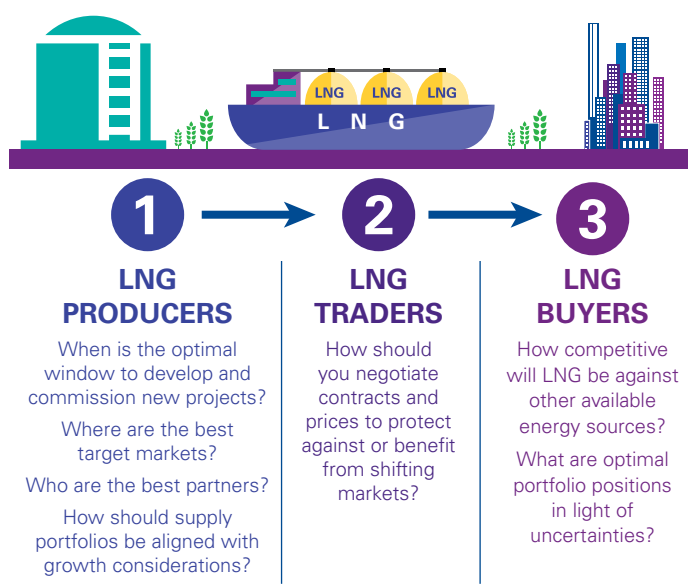 LNG LNG LNG
L N G
1
2
3
LNG
PRODUCERS
When is the optimal
window to develop and
commission new projects?
Where are the best
target markets?
Who are the best partners?
How should supply
portfolios be aligned with
growth considerations?
LNG
TRADERS
How should
you negotiate
contracts and
prices to protect
against or benefit
from shifting
markets?
LNG
BUYERS
How competitive
will LNG be against
other available
energy sources?
What are optimal
portfolio positions
in light of
uncertainties?